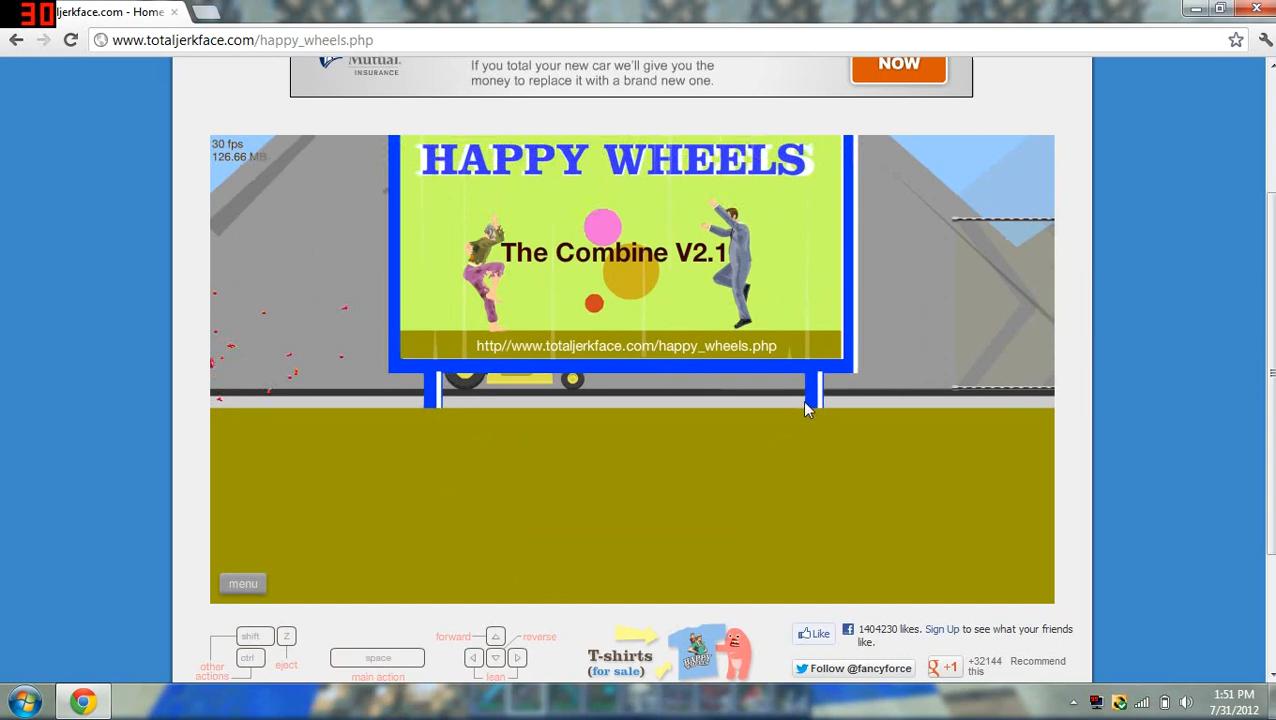 30
ljerkface.com - Home
www.totaljerkface.com/happy_wheels.php
Mutual
INSURANCE
If you total your new car we'll give you the
money to replace it with a brand new one.
NOW
30 fps
126.66 MB
HAPPY WHEELS
The Combine V2.1
http//www.totaljerkface.com/happy_wheels.php
menu
shift
Z
ctrl
eject
other
actions
space
main action
forward
reverse
lean
T-shirts
(for sale)
HAPPY WHEELS
Like
1404230 likes. Sign Up to see what your friends
like.
Follow @fancyforce
+1
+32144 Recommend
this
1:51 PM
7/31/2012